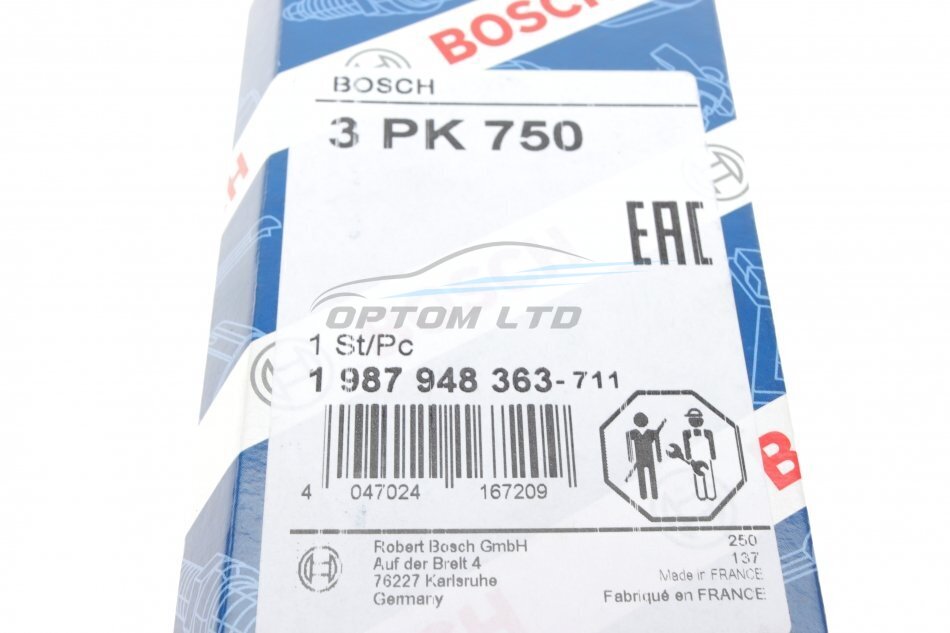 BOSCH
BOSCH
3 PK 750
EAC
OPTOM LTD
BOSCH
1 St/Pc
1 987 948 363-711
4 047024 167209
Robert Bosch GmbH
Auf der Breit 4
76227 Karlsruhe
Germany
250
137
Made in FRANCE
Fabriqué en FRANCE